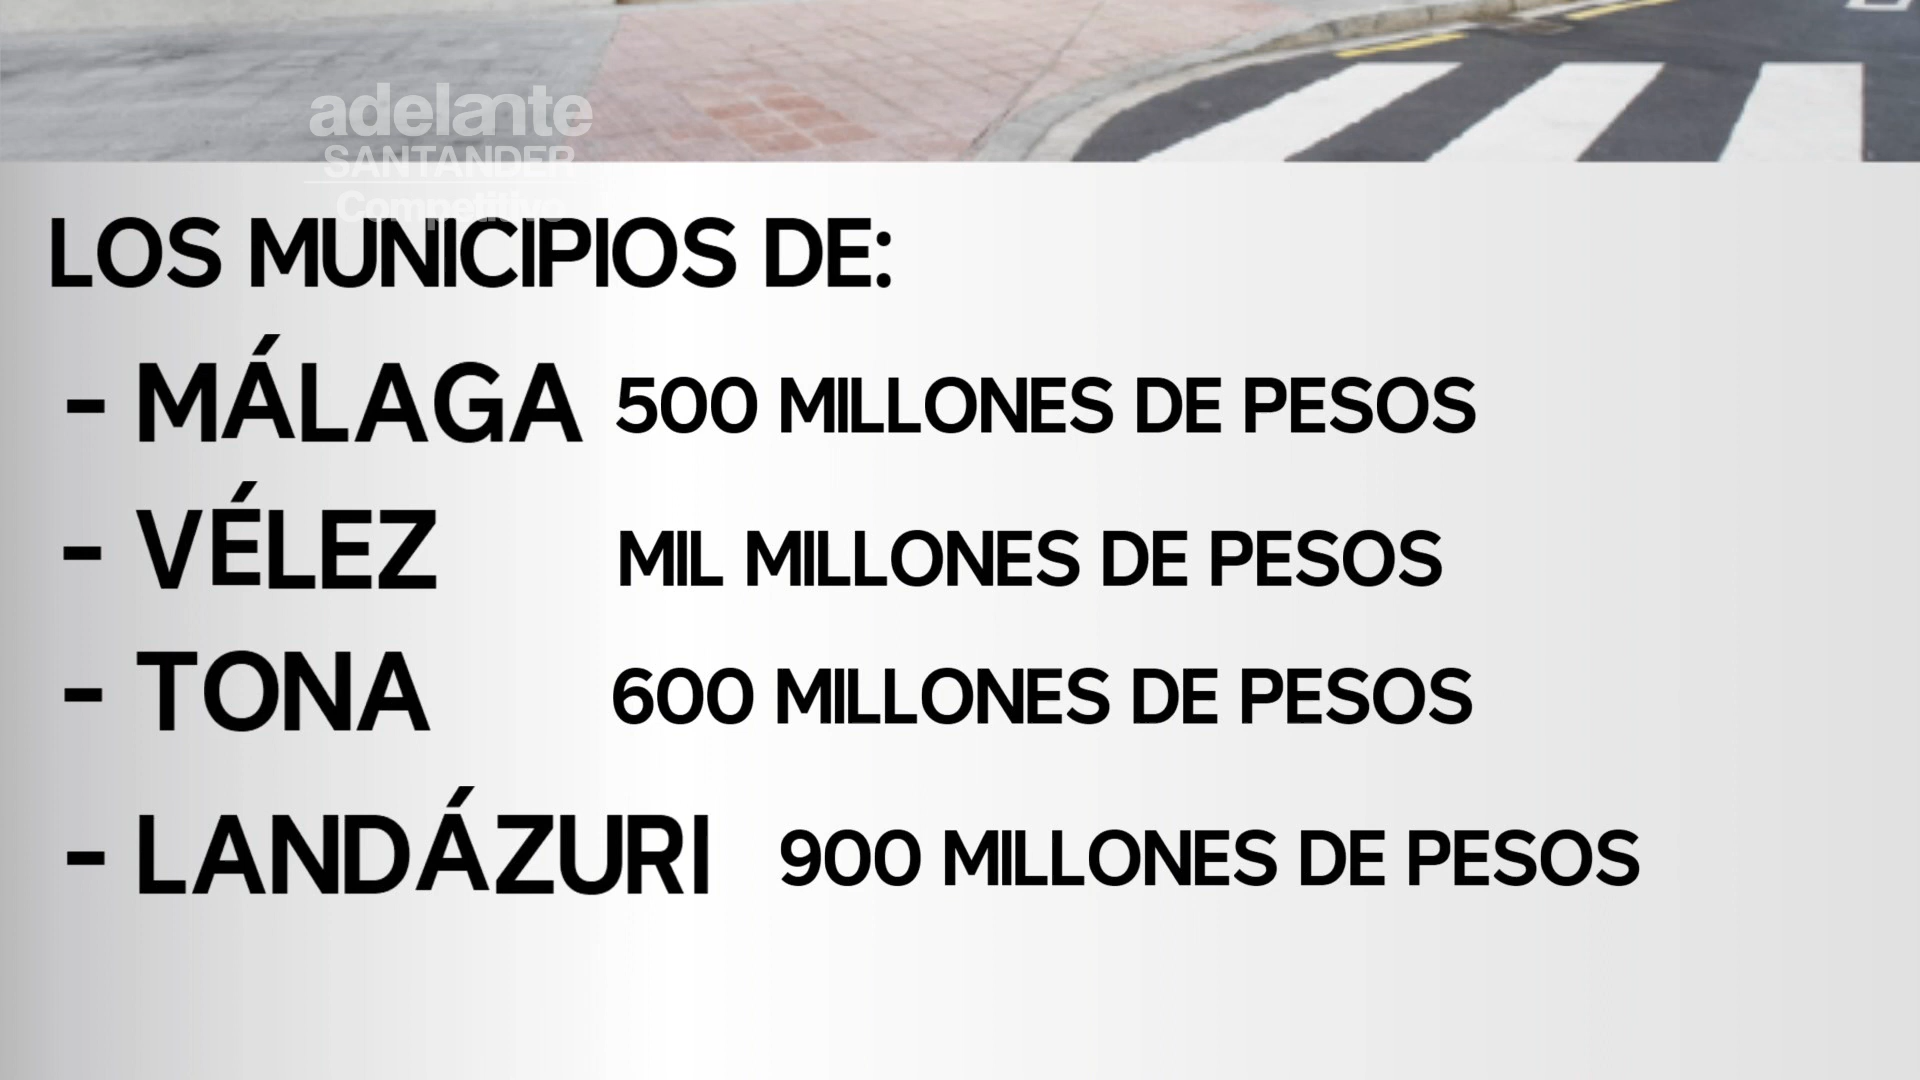 adelante
SANTANDER
Competitivo
LOS MUNICIPIOS DE:
- MÁLAGA 500 MILLONES DE PESOS
- VÉLEZ MIL MILLONES DE PESOS
- TONA 600 MILLONES DE PESOS
- LANDÁZURI 900 MILLONES DE PESOS